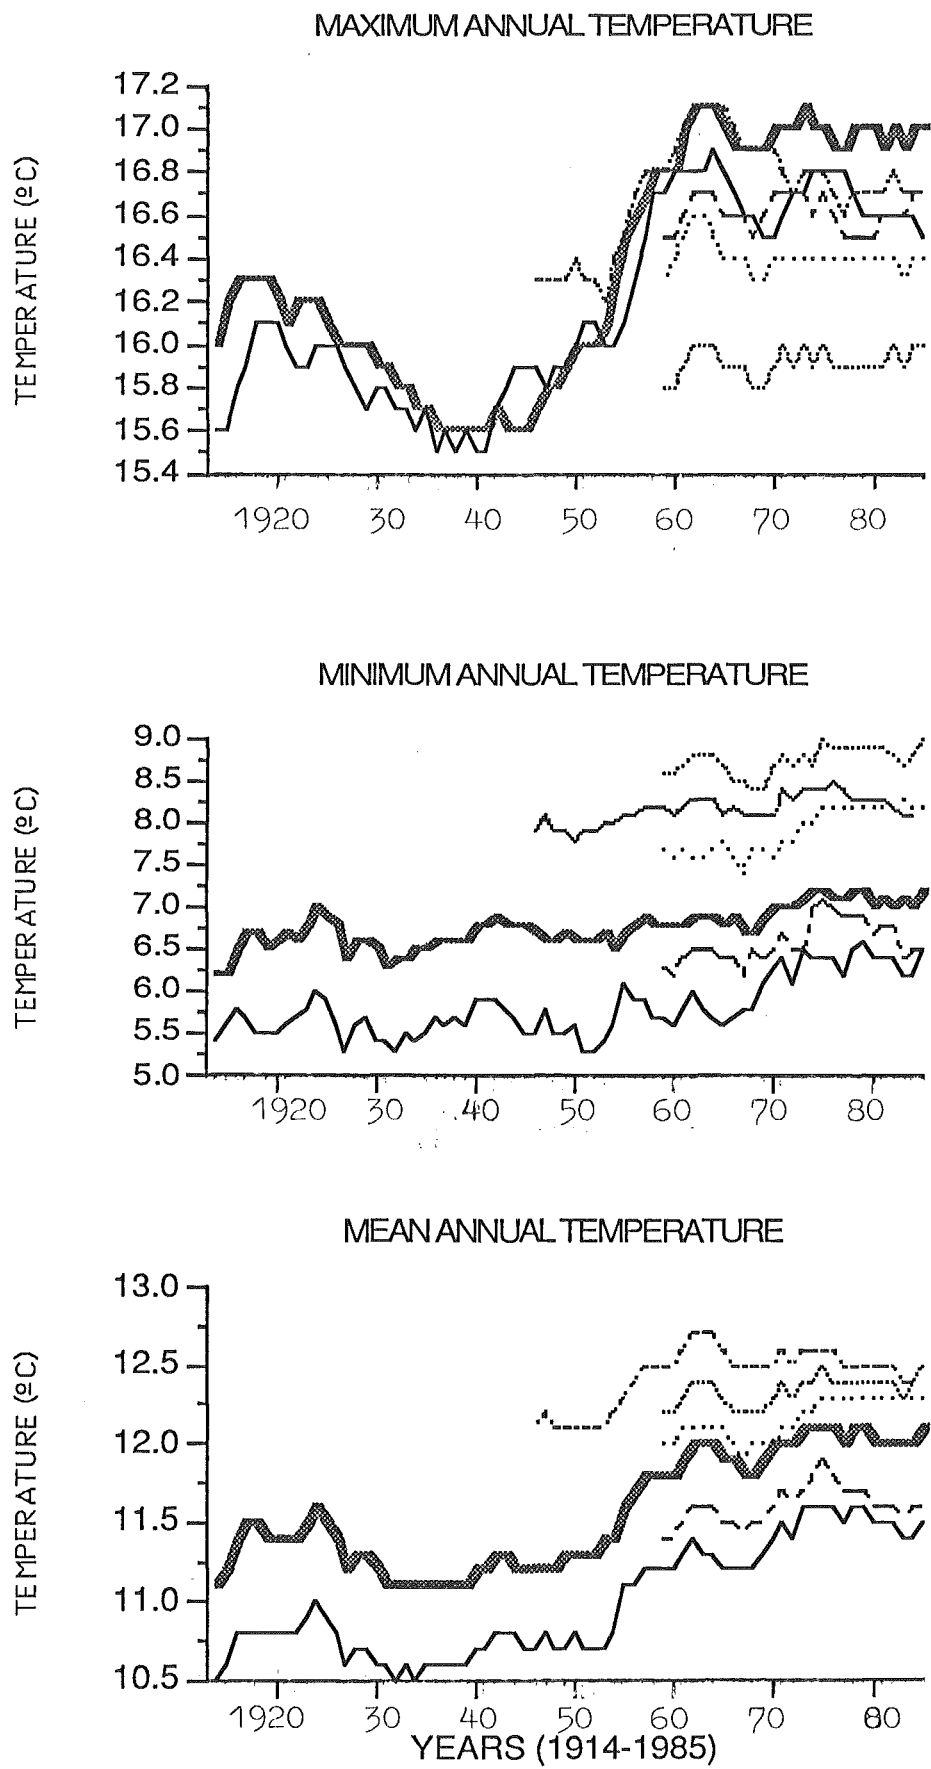 MAXIMUM ANNUAL TEMPERATURE
TEMPERATURE (ºC)
17.2
17.0
16.8
16.6
16.4
16.2
16.0
15.8
15.6
15.4
1920 30 40 50 60 70 80
MINIMUM ANNUAL TEMPERATURE
TEMPERATURE (ºC)
9.0
8.5
8.0
7.5
7.0
6.5
6.0
5.5
5.0
1920 30 40 50 60 70 80
MEAN ANNUAL TEMPERATURE
TEMPERATURE (ºC)
13.0
12.5
12.0
11.5
11.0
10.5
1920 30 40 50 60 70 80
YEARS (1914-1985)